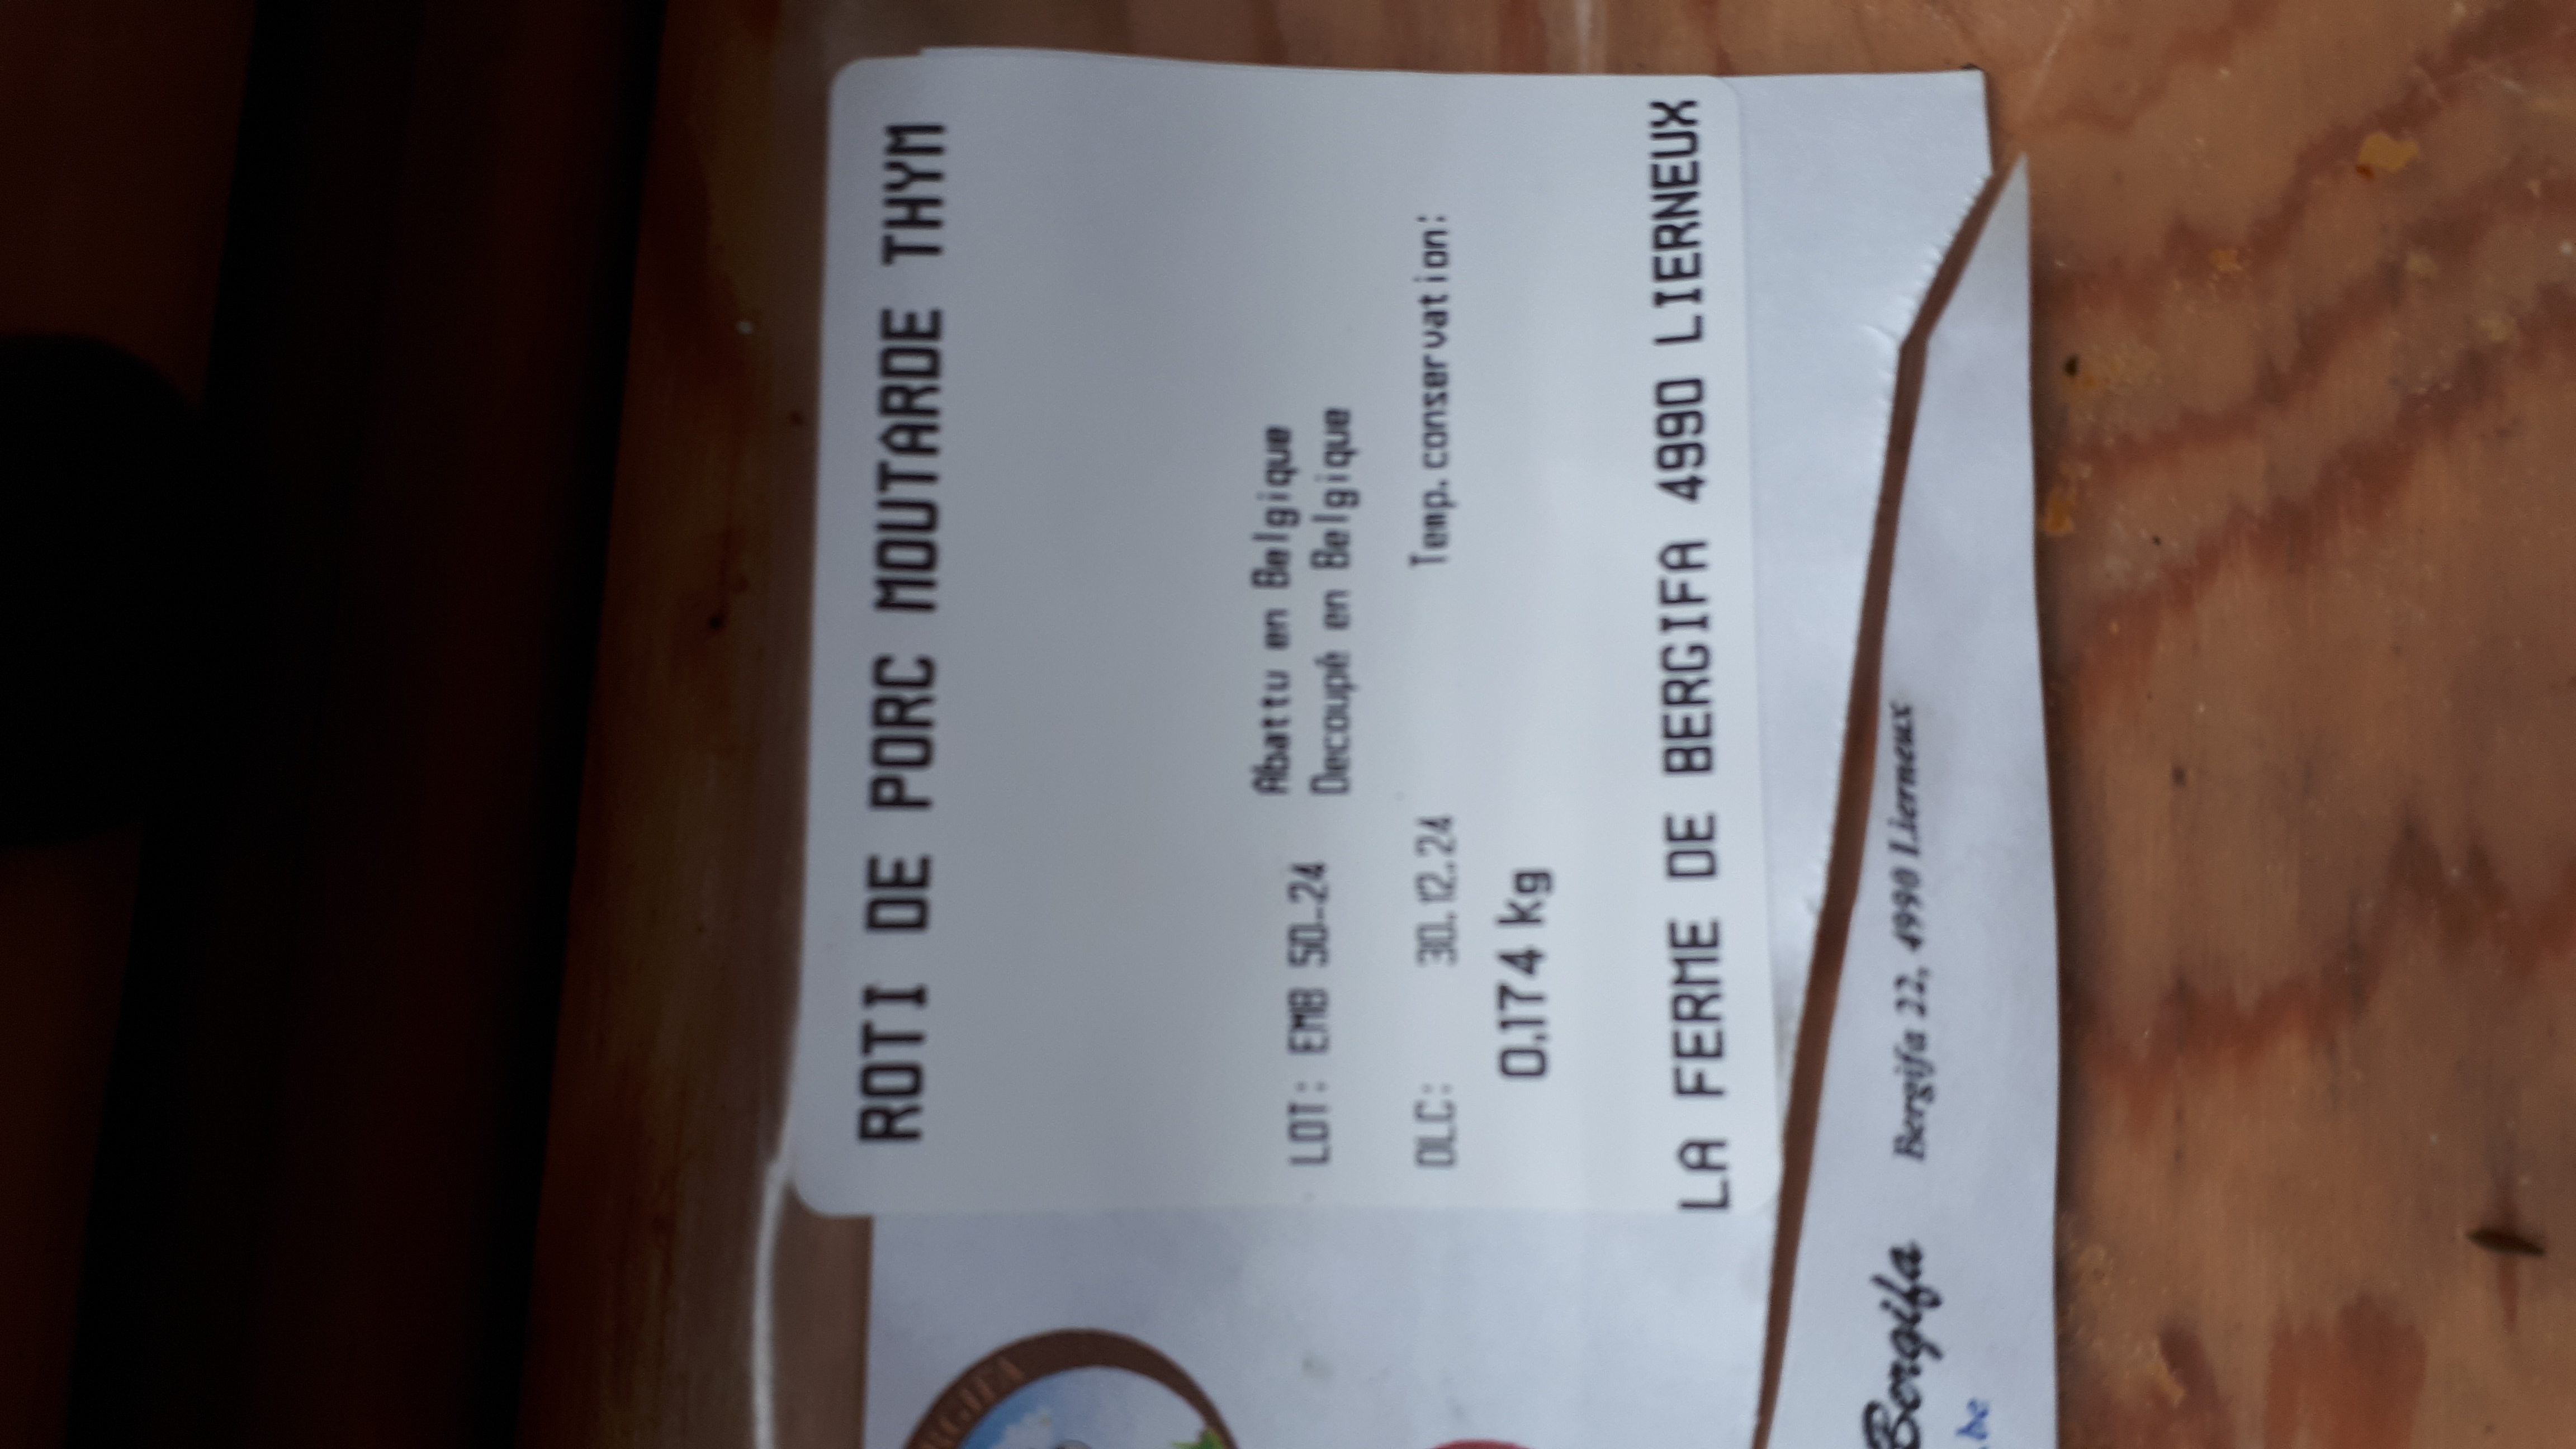 ROTI DE PORC MOUTARDE THYM
LOT: EMB 50-24 Abattu en Belgique
Decoupé en Belgique
DLC: 30.12.24 Temp. conservation:
0.174 kg
LA FERME DE BERGIFA 4990 LIERNEUX
Bergifa Bergifa 22, 4990 Lierneux
.be